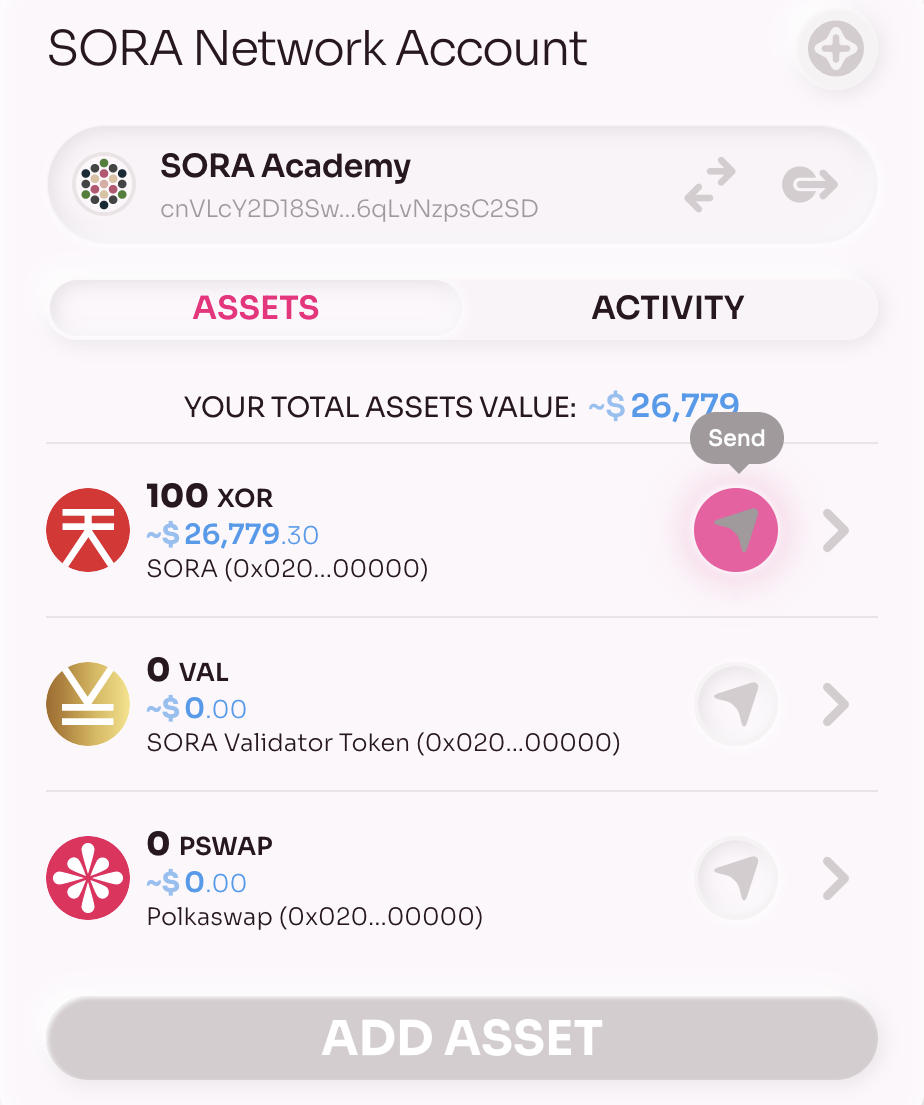 SORA Network Account
SORA Academy
cnVLcY2D18Sw...6qLvNzpsC2SD
ASSETS
ACTIVITY
YOUR TOTAL ASSETS VALUE: ~$ 26,779
Send
100 XOR
~$ 26,779.30
SORA (0x020...00000)
0 VAL
~$ 0.00
SORA Validator Token (0x020...00000)
0 PSWAP
~$ 0.00
Polkaswap (0x020...00000)
ADD ASSET